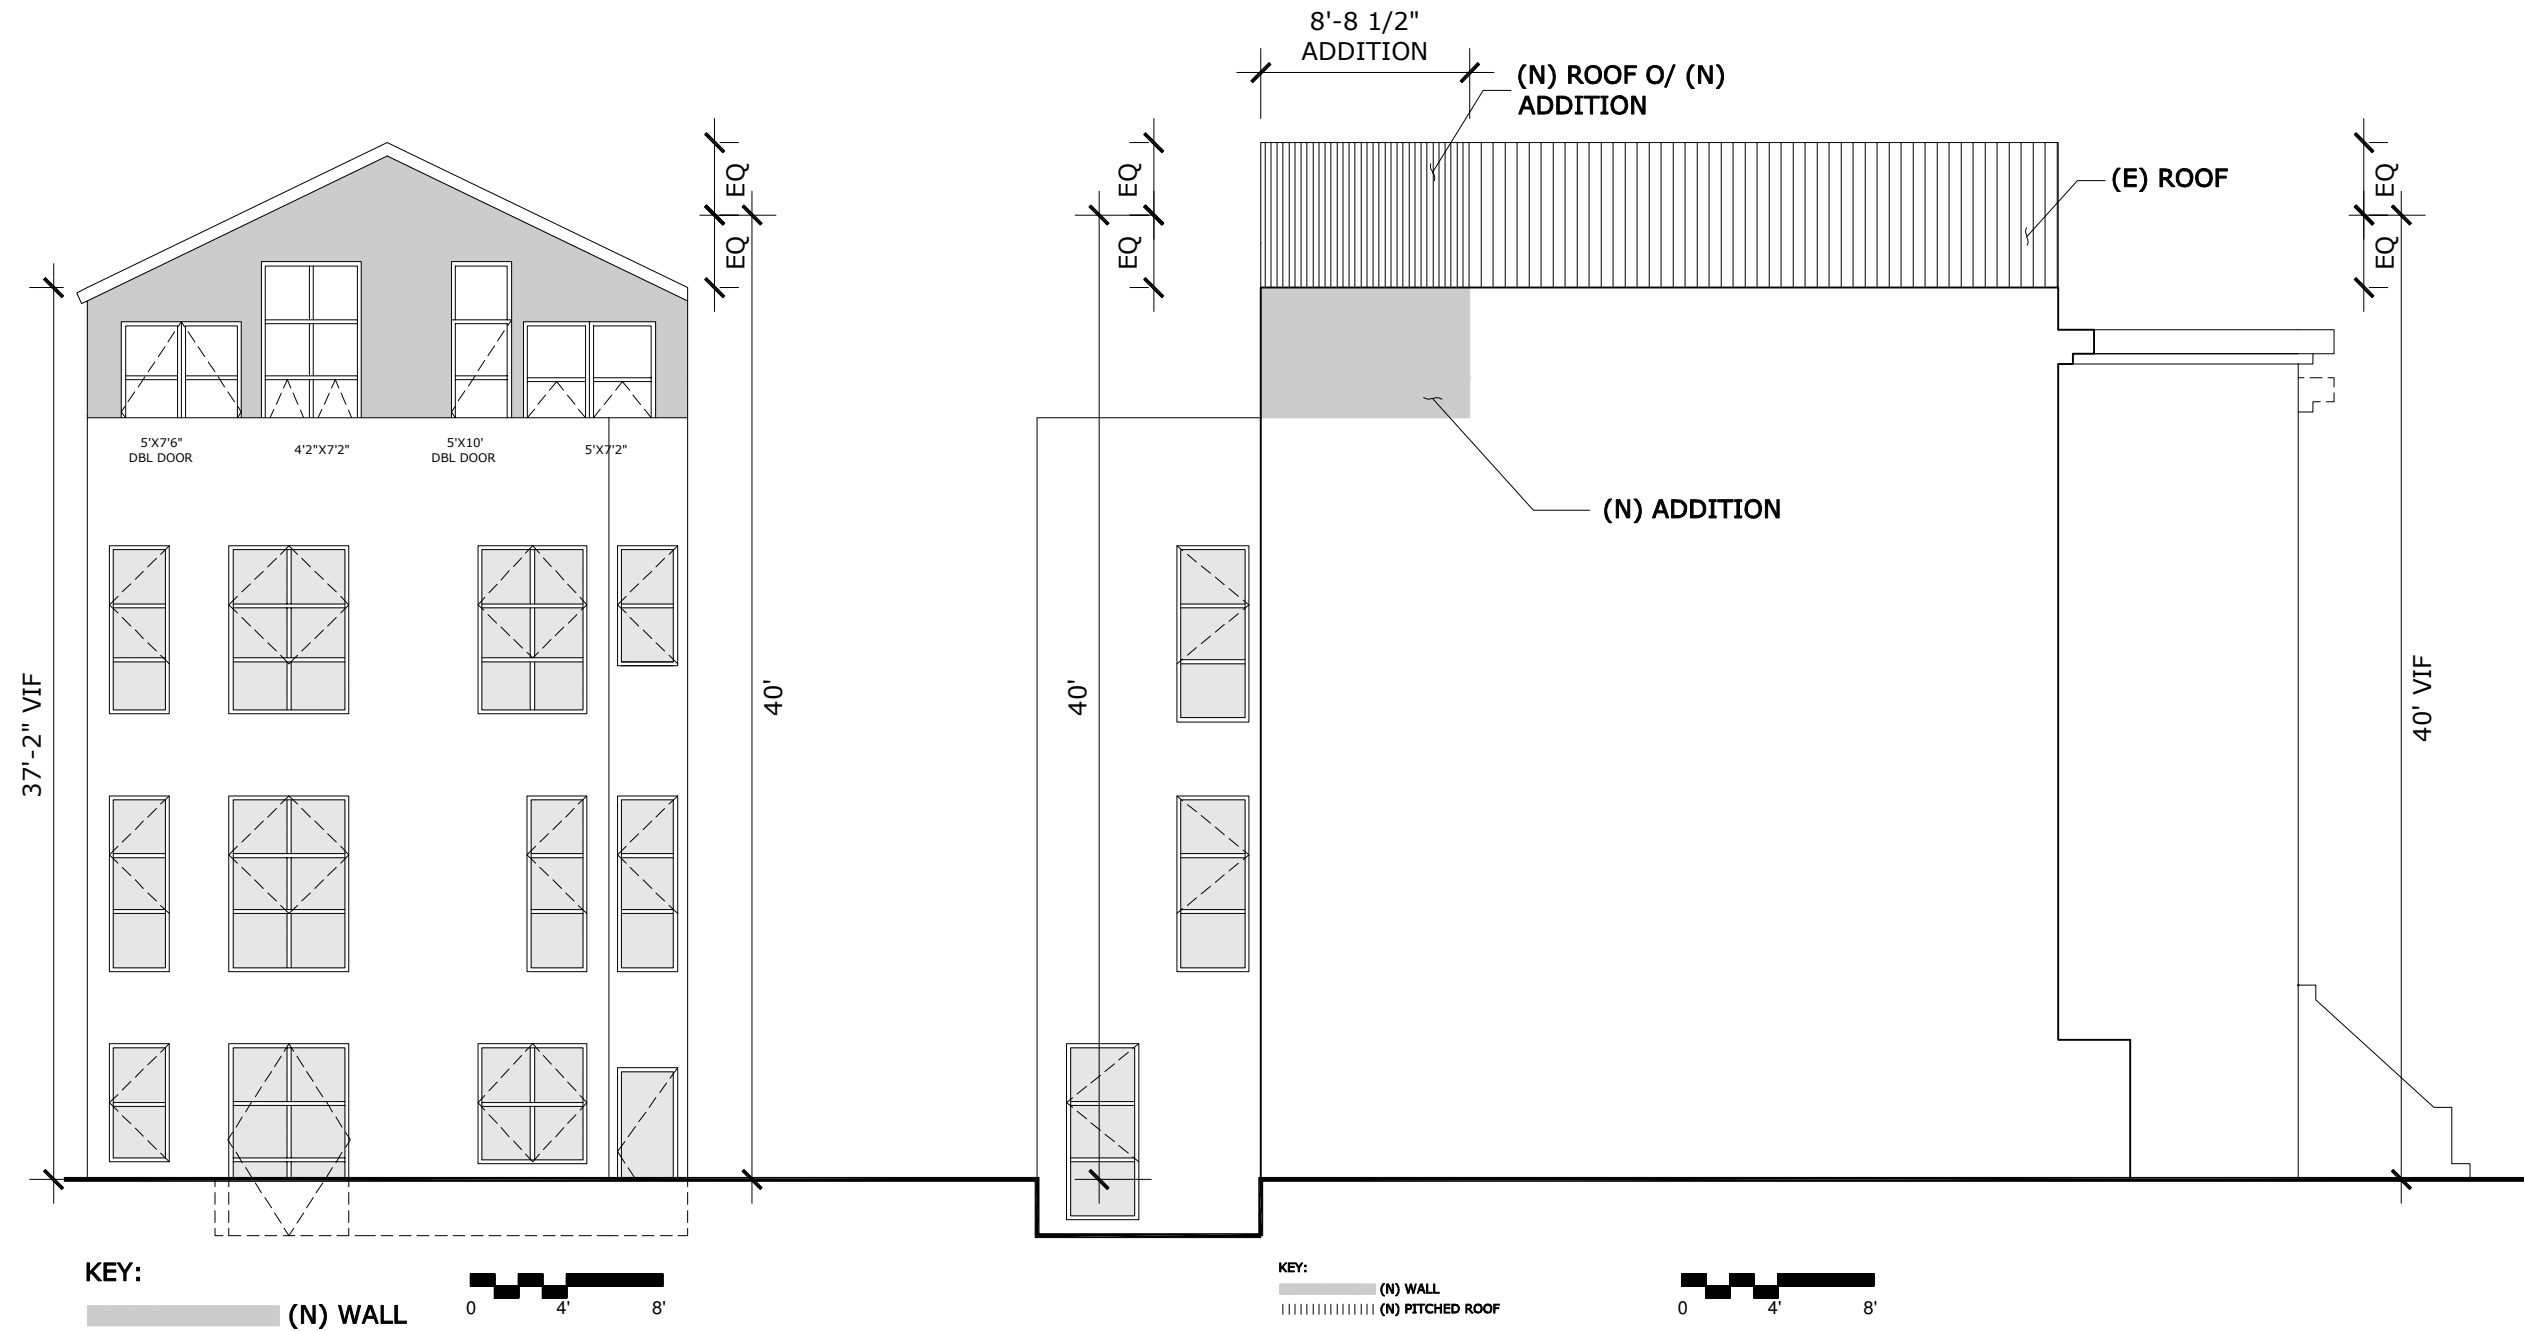 8'-8 1/2"
ADDITION
(N) ROOF O/ (N)
ADDITION
EQ
EQ
EQ
EQ
EQ
EQ
(E) ROOF
5'X7'6"
DBL DOOR
4'2"X7'2"
5'X10'
DBL DOOR
5'X7'2"
(N) ADDITION
37'-2" VIF
40'
40'
40' VIF
KEY:
(N) WALL
0 4' 8'
KEY:
(N) WALL
(N) PITCHED ROOF
0 4' 8'